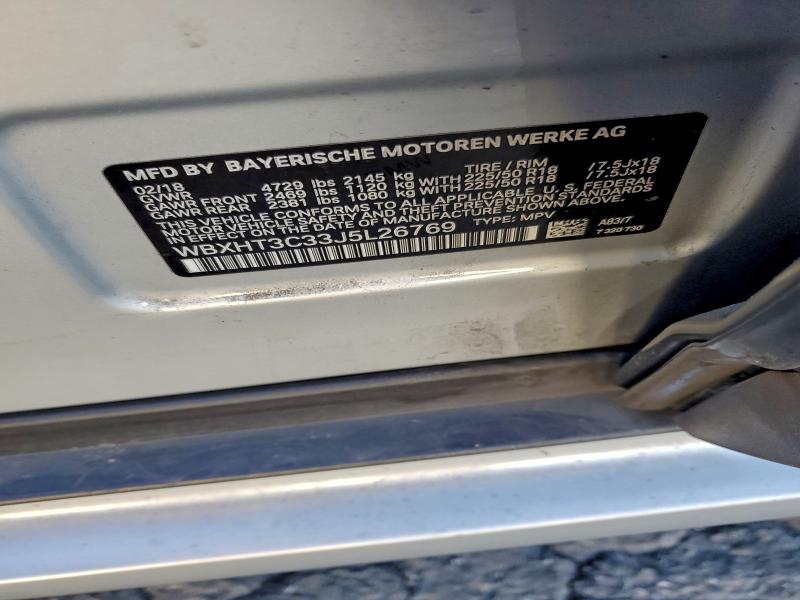 MFD BY BAYERISCHE MOTOREN WERKE AG
02/18 TIRE / RIM
GVWR 4729 lbs 2145 kg
GAWR FRONT 2469 lbs 1120 kg WITH 225/50 R18 /7.5Jx18
GAWR REAR 2381 lbs 1080 kg WITH 225/50 R18 /7.5Jx18
THIS VEHICLE CONFORMS TO ALL APPLICABLE U.S. FEDERAL
MOTOR VEHICLE SAFETY AND THEFT PREVENTION STANDARDS
IN EFFECT ON DATE OF MANUFACTURE SHOWN ABOVE.
WBXHT3C33J5L26769 TYPE: MPV
A83/T
7 320 730